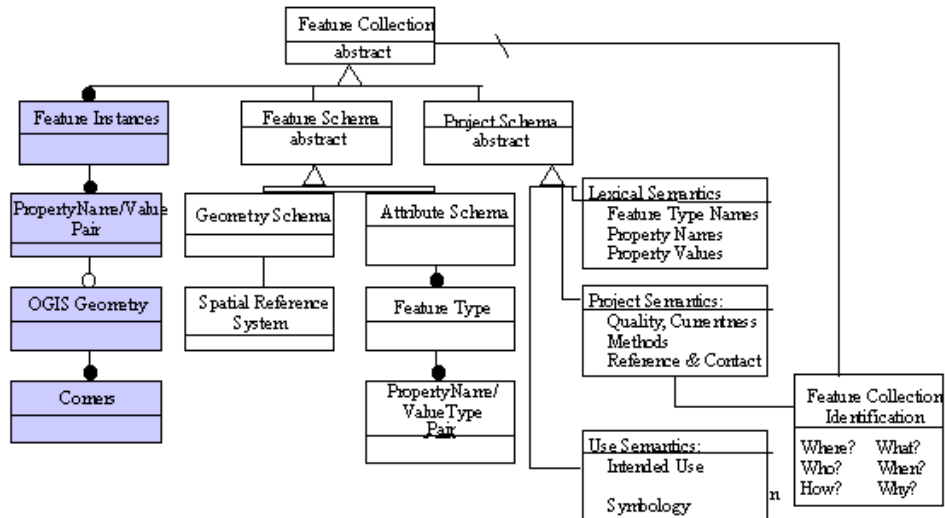 Feature Collection
abstract
Feature Instances
Feature Schema
abstract
Project Schema
abstract
PropertyName/Value
Pair
Geometry Schema
Attribute Schema
Lexical Semantics
Feature Type Names
Property Names
Property Values
OGIS Geometry
Spatial Reference
System
Feature Type
Project Semantics:
Quality, Currentness
Methods
Reference & Contact
Corners
PropertyName/
ValueType
Pair
Feature Collection
Identification
Where? What?
Who? When?
How? Why?
Use Semantics:
Intended Use
n
Symbology